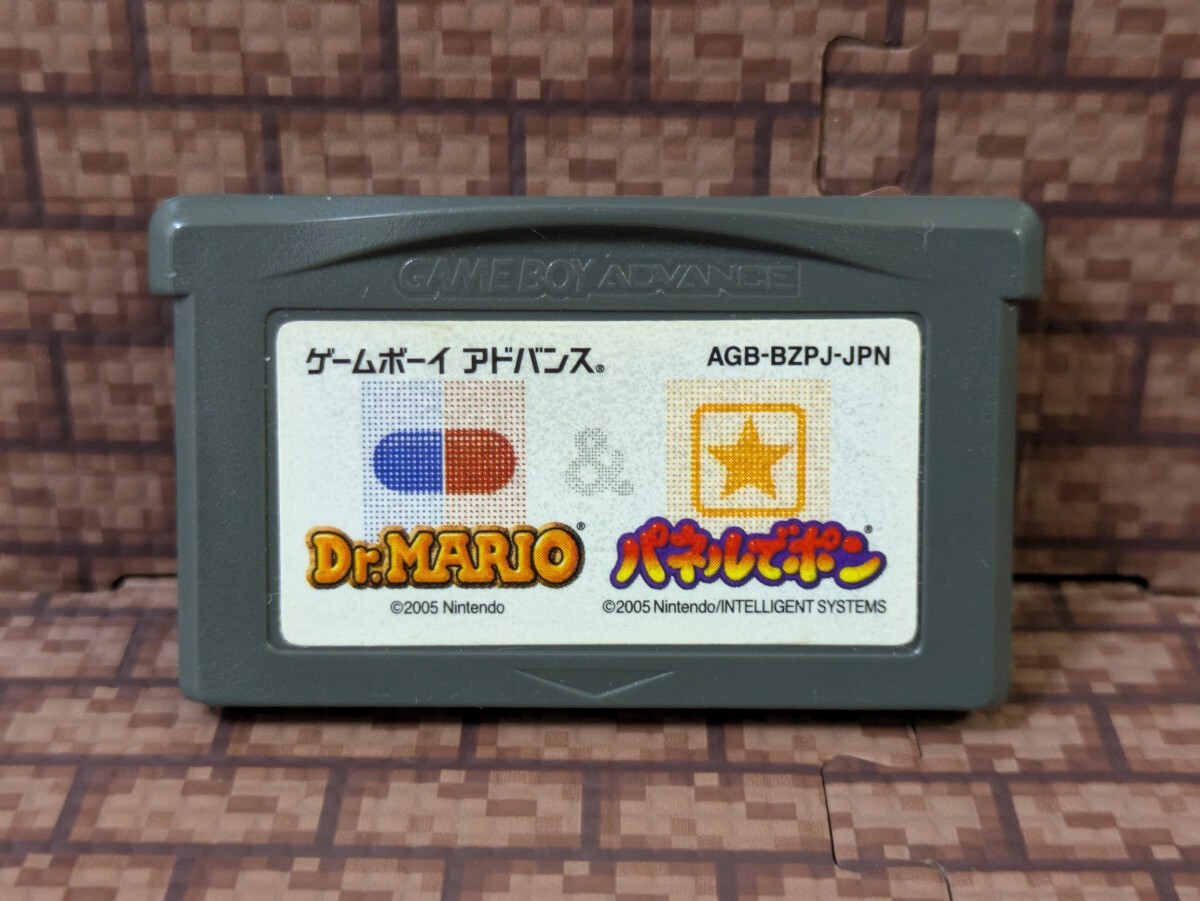 GAME BOY ADVANCE
ゲームボーイ アドバンス® AGB-BZPJ-JPN
&
Dr.MARIO® パネルでポン®
©2005 Nintendo ©2005 Nintendo/INTELLIGENT SYSTEMS